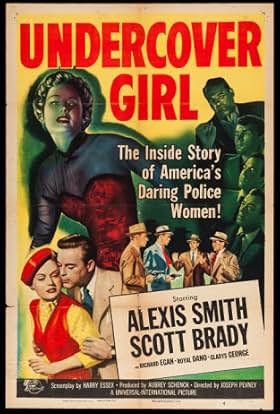 UNDERCOVER
GIRL
The Inside Story
of America's
Daring Police
Women!
Starring
ALEXIS SMITH
SCOTT BRADY
with RICHARD EGAN · ROYAL DANO · GLADYS GEORGE
Screenplay by HARRY ESSEX · Produced by AUBREY SCHENCK · Directed by JOSEPH PEVNEY
A UNIVERSAL-INTERNATIONAL PICTURE